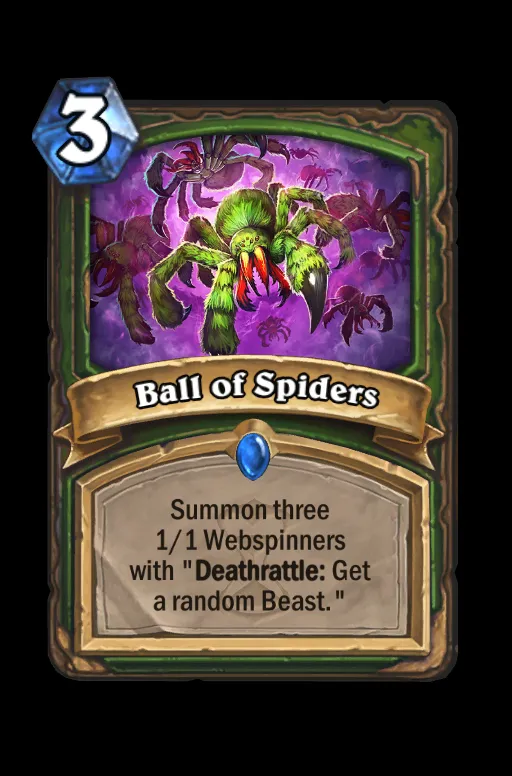 3
Ball of Spiders
Summon three
1/1 Webspinners
with "Deathrattle: Get
a random Beast."